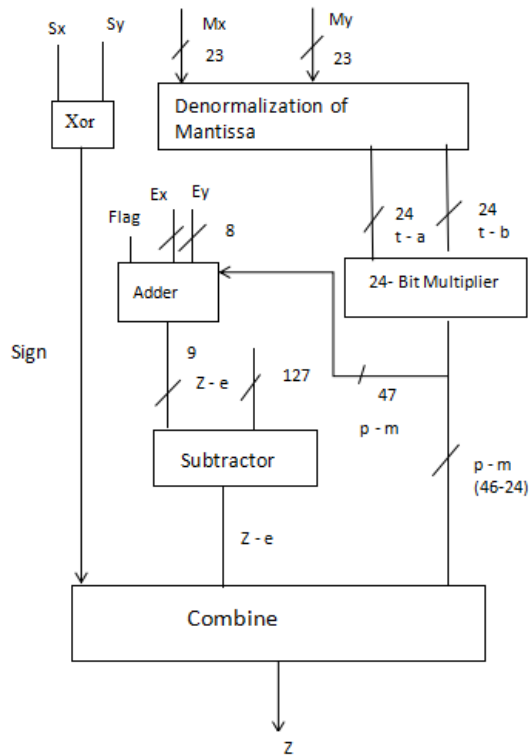 Sx
Sy
Mx
My
23
23
Xor
Denormalization of
Mantissa
Ex
Ey
Flag
8
24
t - a
24
t - b
Adder
24- Bit Multiplier
Sign
9
Z - e
127
47
p - m
Subtractor
p - m
(46-24)
Z - e
Combine
Z